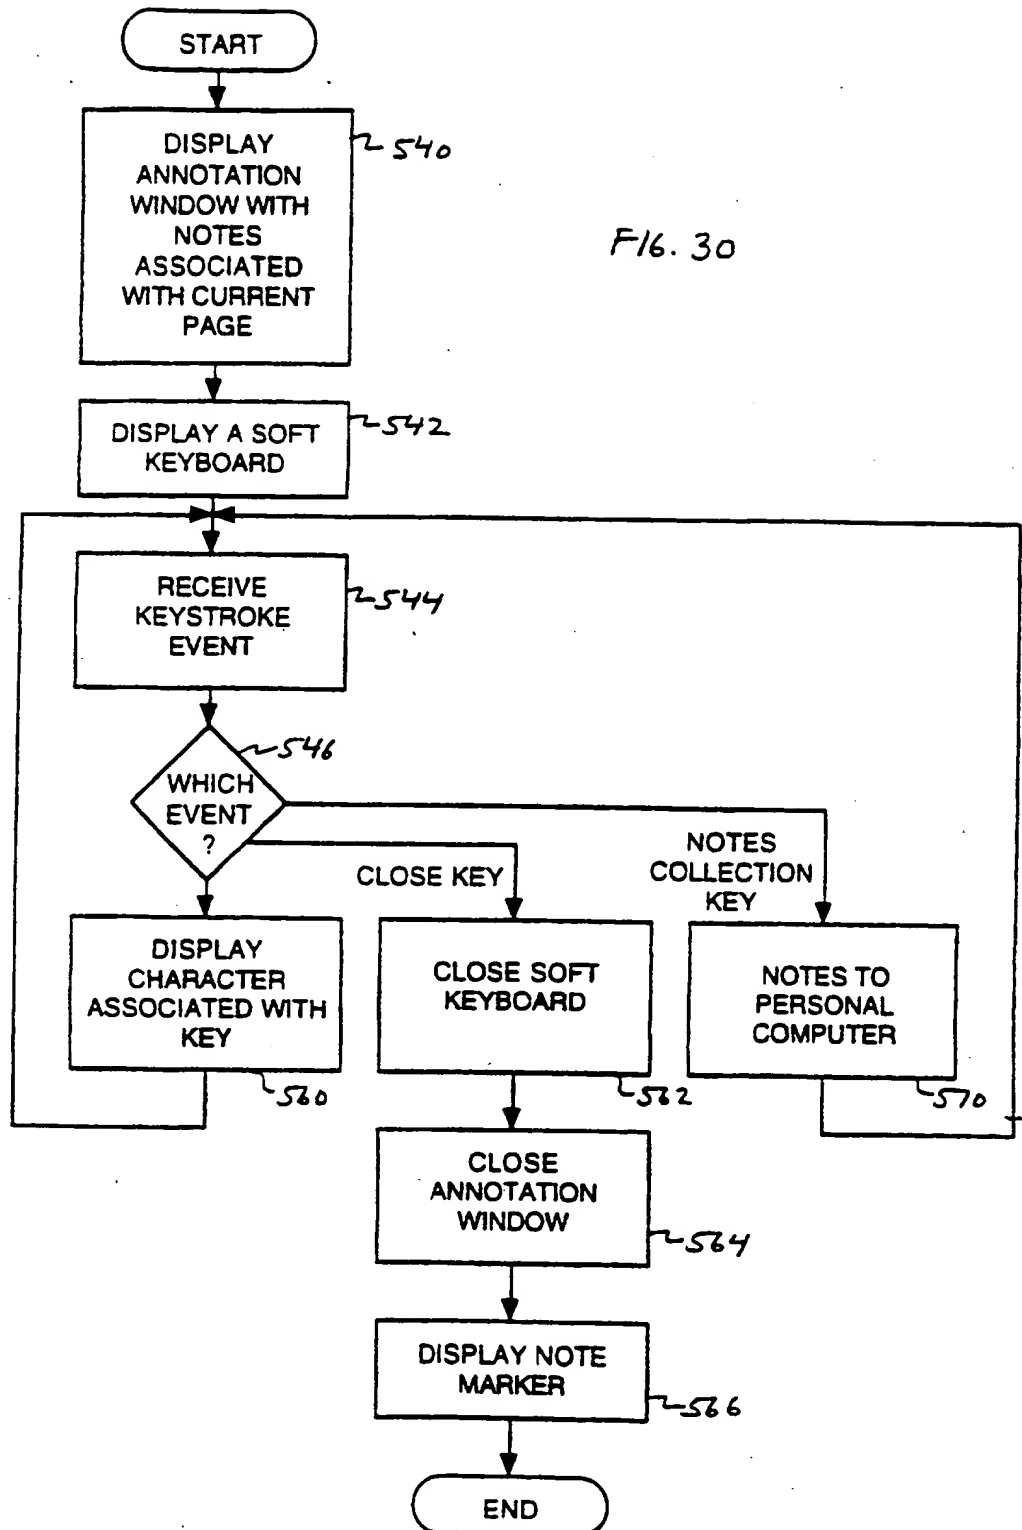 START
DISPLAY
ANNOTATION
WINDOW WITH
NOTES
ASSOCIATED
WITH CURRENT
PAGE
540
FIG. 30
DISPLAY A SOFT
KEYBOARD
542
RECEIVE
KEYSTROKE
EVENT
544
WHICH
EVENT
?
546
CLOSE KEY
NOTES
COLLECTION
KEY
DISPLAY
CHARACTER
ASSOCIATED WITH
KEY
560
CLOSE SOFT
KEYBOARD
562
NOTES TO
PERSONAL
COMPUTER
570
CLOSE
ANNOTATION
WINDOW
564
DISPLAY NOTE
MARKER
566
END